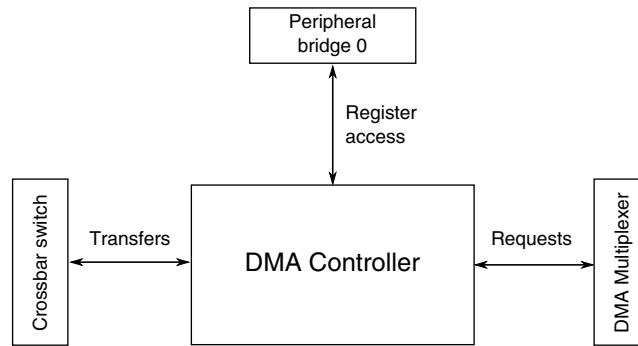 Peripheral
bridge 0
Register
access
Crossbar switch
Transfers
DMA Controller
Requests
DMA Multiplexer